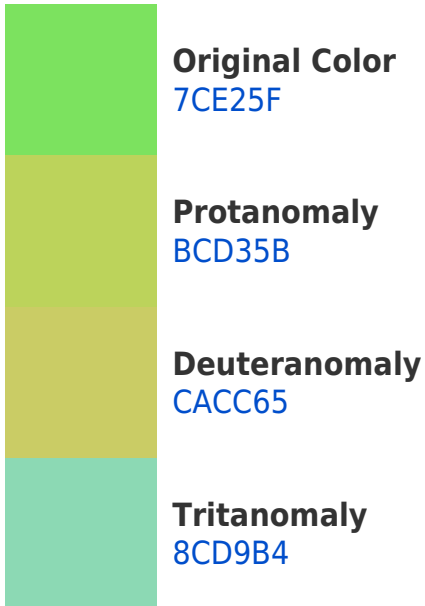 Original Color
7CE25F
Protanomaly
BCD35B
Deuteranomaly
CACC65
Tritanomaly
8CD9B4